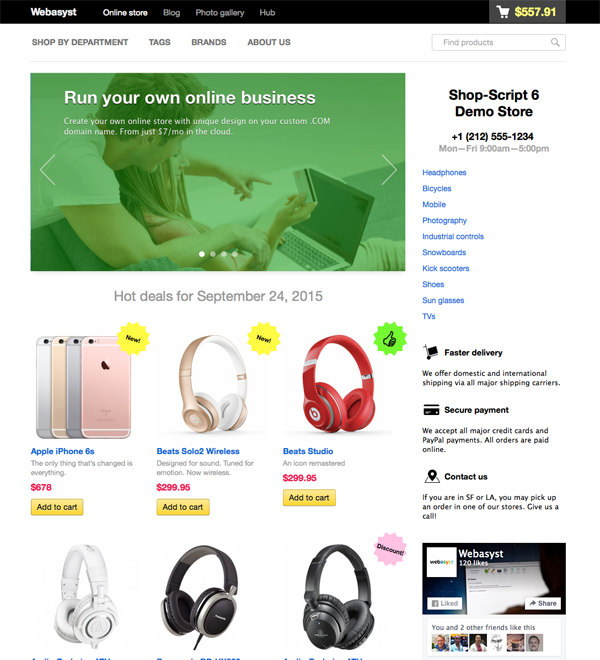 Webasyst Online store Blog Photo gallery Hub $557.91
SHOP BY DEPARTMENT TAGS BRANDS ABOUT US Find products
Run your own online business
Create your own online store with unique design on your custom .COM
domain name. From just $7/mo in the cloud.
Shop-Script 6
Demo Store
+1 (212) 555-1234
Mon—Fri 9:00am—5:00pm
Headphones
Bicycles
Mobile
Photography
Industrial controls
Snowboards
Kick scooters
Shoes
Sun glasses
TVs
Hot deals for September 24, 2015
New!
Apple iPhone 6s
The only thing that's changed is
everything.
$678
Add to cart
New!
Beats Solo2 Wireless
Designed for sound. Tuned for
emotion. Now wireless.
$299.95
Add to cart
Beats Studio
An icon remastered
$299.95
Add to cart
Discount!
Faster delivery
We offer domestic and international
shipping via all major shipping carriers.
Secure payment
We accept all major credit cards and
PayPal payments. All orders are paid
online.
Contact us
If you are in SF or LA, you may pick up
an order in one of our stores. Give us a
call!
webasyst
Webasyst
120 likes
Liked
Share
You and 2 other friends like this